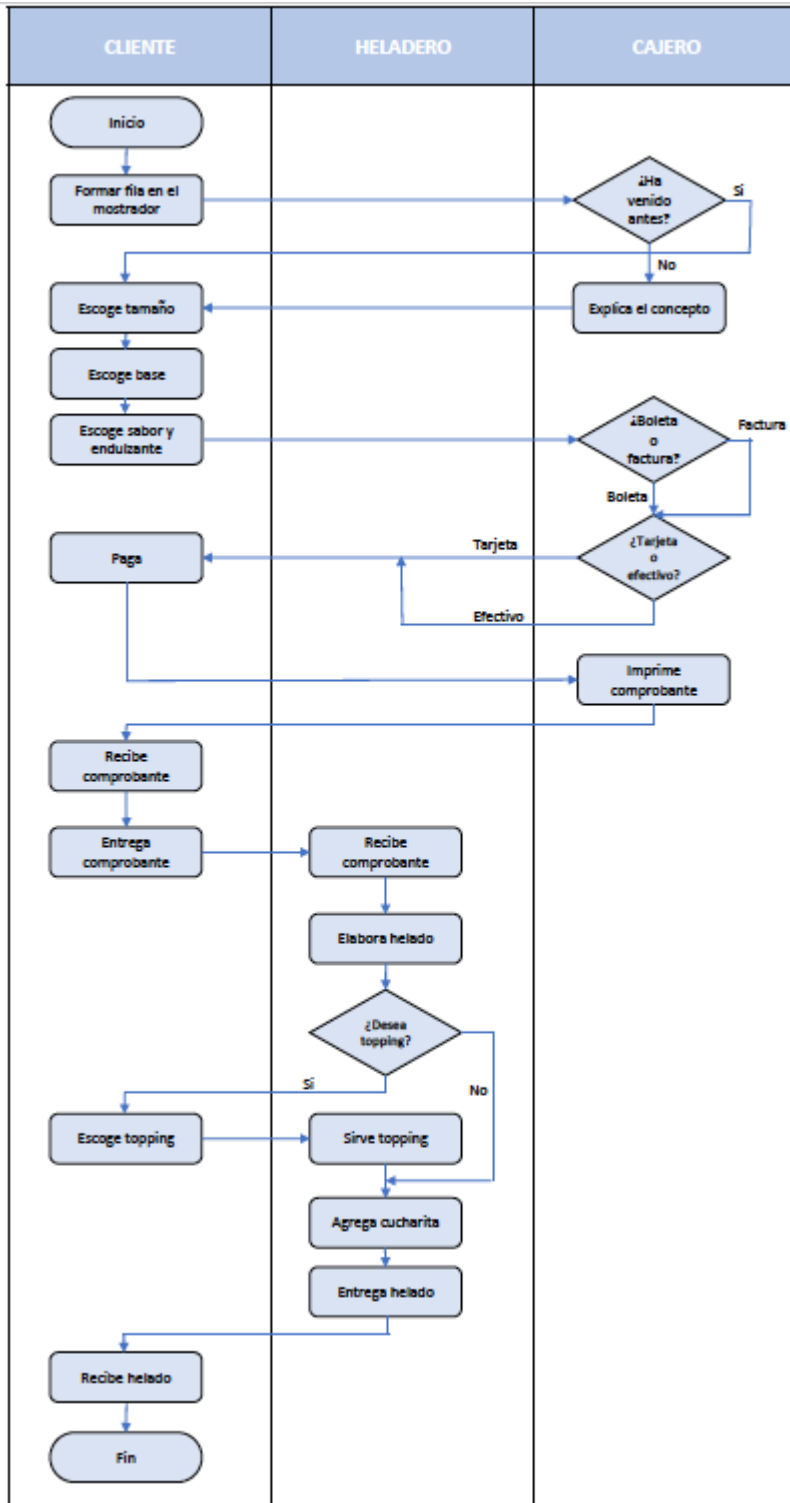 CLIENTE
HELADERO
CAJERO
Inicio
Formar fila en el
mostrador
¿Ha
venido
antes?
Sí
No
Escoge tamaño
Explica el concepto
Escoge base
Escoge sabor y
endulzante
¿Boleta
o
factura?
Factura
Boleta
Paga
Tarjeta
¿Tarjeta
o
efectivo?
Efectivo
Imprime
comprobante
Recibe
comprobante
Entrega
comprobante
Recibe
comprobante
Elabora helado
¿Desea
topping?
Si
No
Escoge topping
Sirve topping
Agrega cucharita
Entrega helado
Recibe helado
Fin